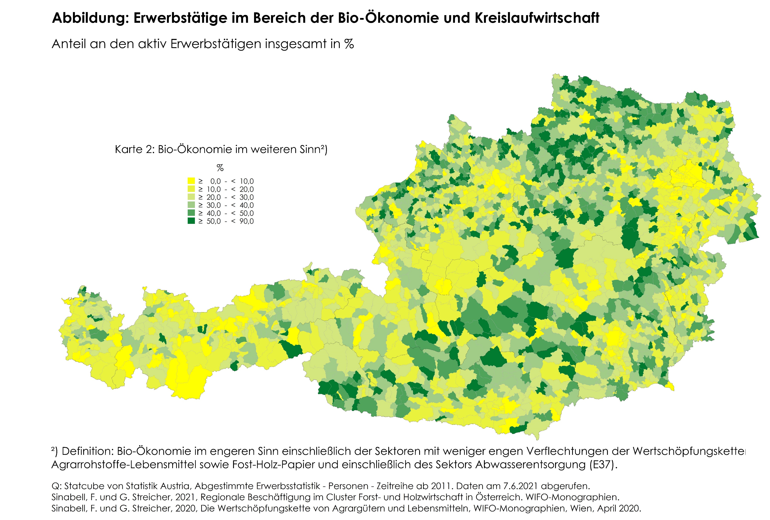 Abbildung: Erwerbstätige im Bereich der Bio-Ökonomie und Kreislaufwirtschaft
Anteil an den aktiv Erwerbstätigen insgesamt in %
Karte 2: Bio-Ökonomie im weiteren Sinn²)
%
≥ 0,0 - < 10,0
≥ 10,0 - < 20,0
≥ 20,0 - < 30,0
≥ 30,0 - < 40,0
≥ 40,0 - < 50,0
≥ 50,0 - < 90,0
²) Definition: Bio-Ökonomie im engeren Sinn einschließlich der Sektoren mit weniger engen Verflechtungen der Wertschöpfungskette
Agrarrohstoffe-Lebensmittel sowie Fost-Holz-Papier und einschließlich des Sektors Abwasserentsorgung (E37).
Q: Statcube von Statistik Austria, Abgestimmte Erwerbsstatistik - Personen - Zeitreihe ab 2011. Daten am 7.6.2021 abgerufen.
Sinabell, F. und G. Streicher, 2021, Regionale Beschäftigung im Cluster Forst- und Holzwirtschaft in Österreich, WIFO-Monographien.
Sinabell, F. und G. Streicher, 2020, Die Wertschöpfungskette von Agrargütern und Lebensmitteln, WIFO-Monographien, Wien, April 2020.